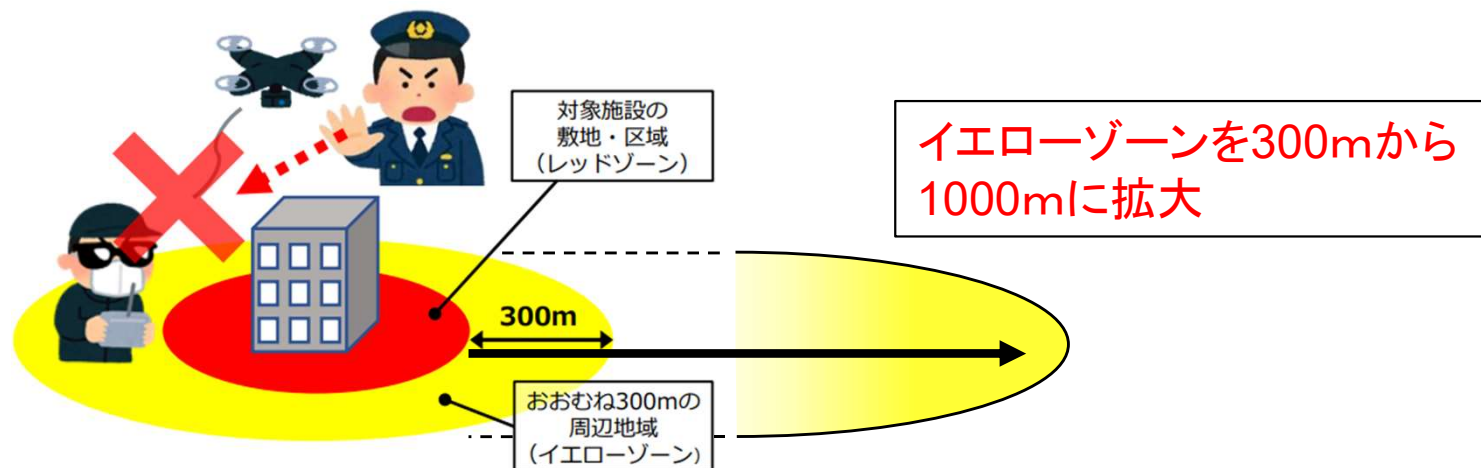 対象施設の
敷地・区域
（レッドゾーン）
イエローゾーンを300mから
1000mに拡大
300m
おおむね300mの
周辺地域
（イエローゾーン）